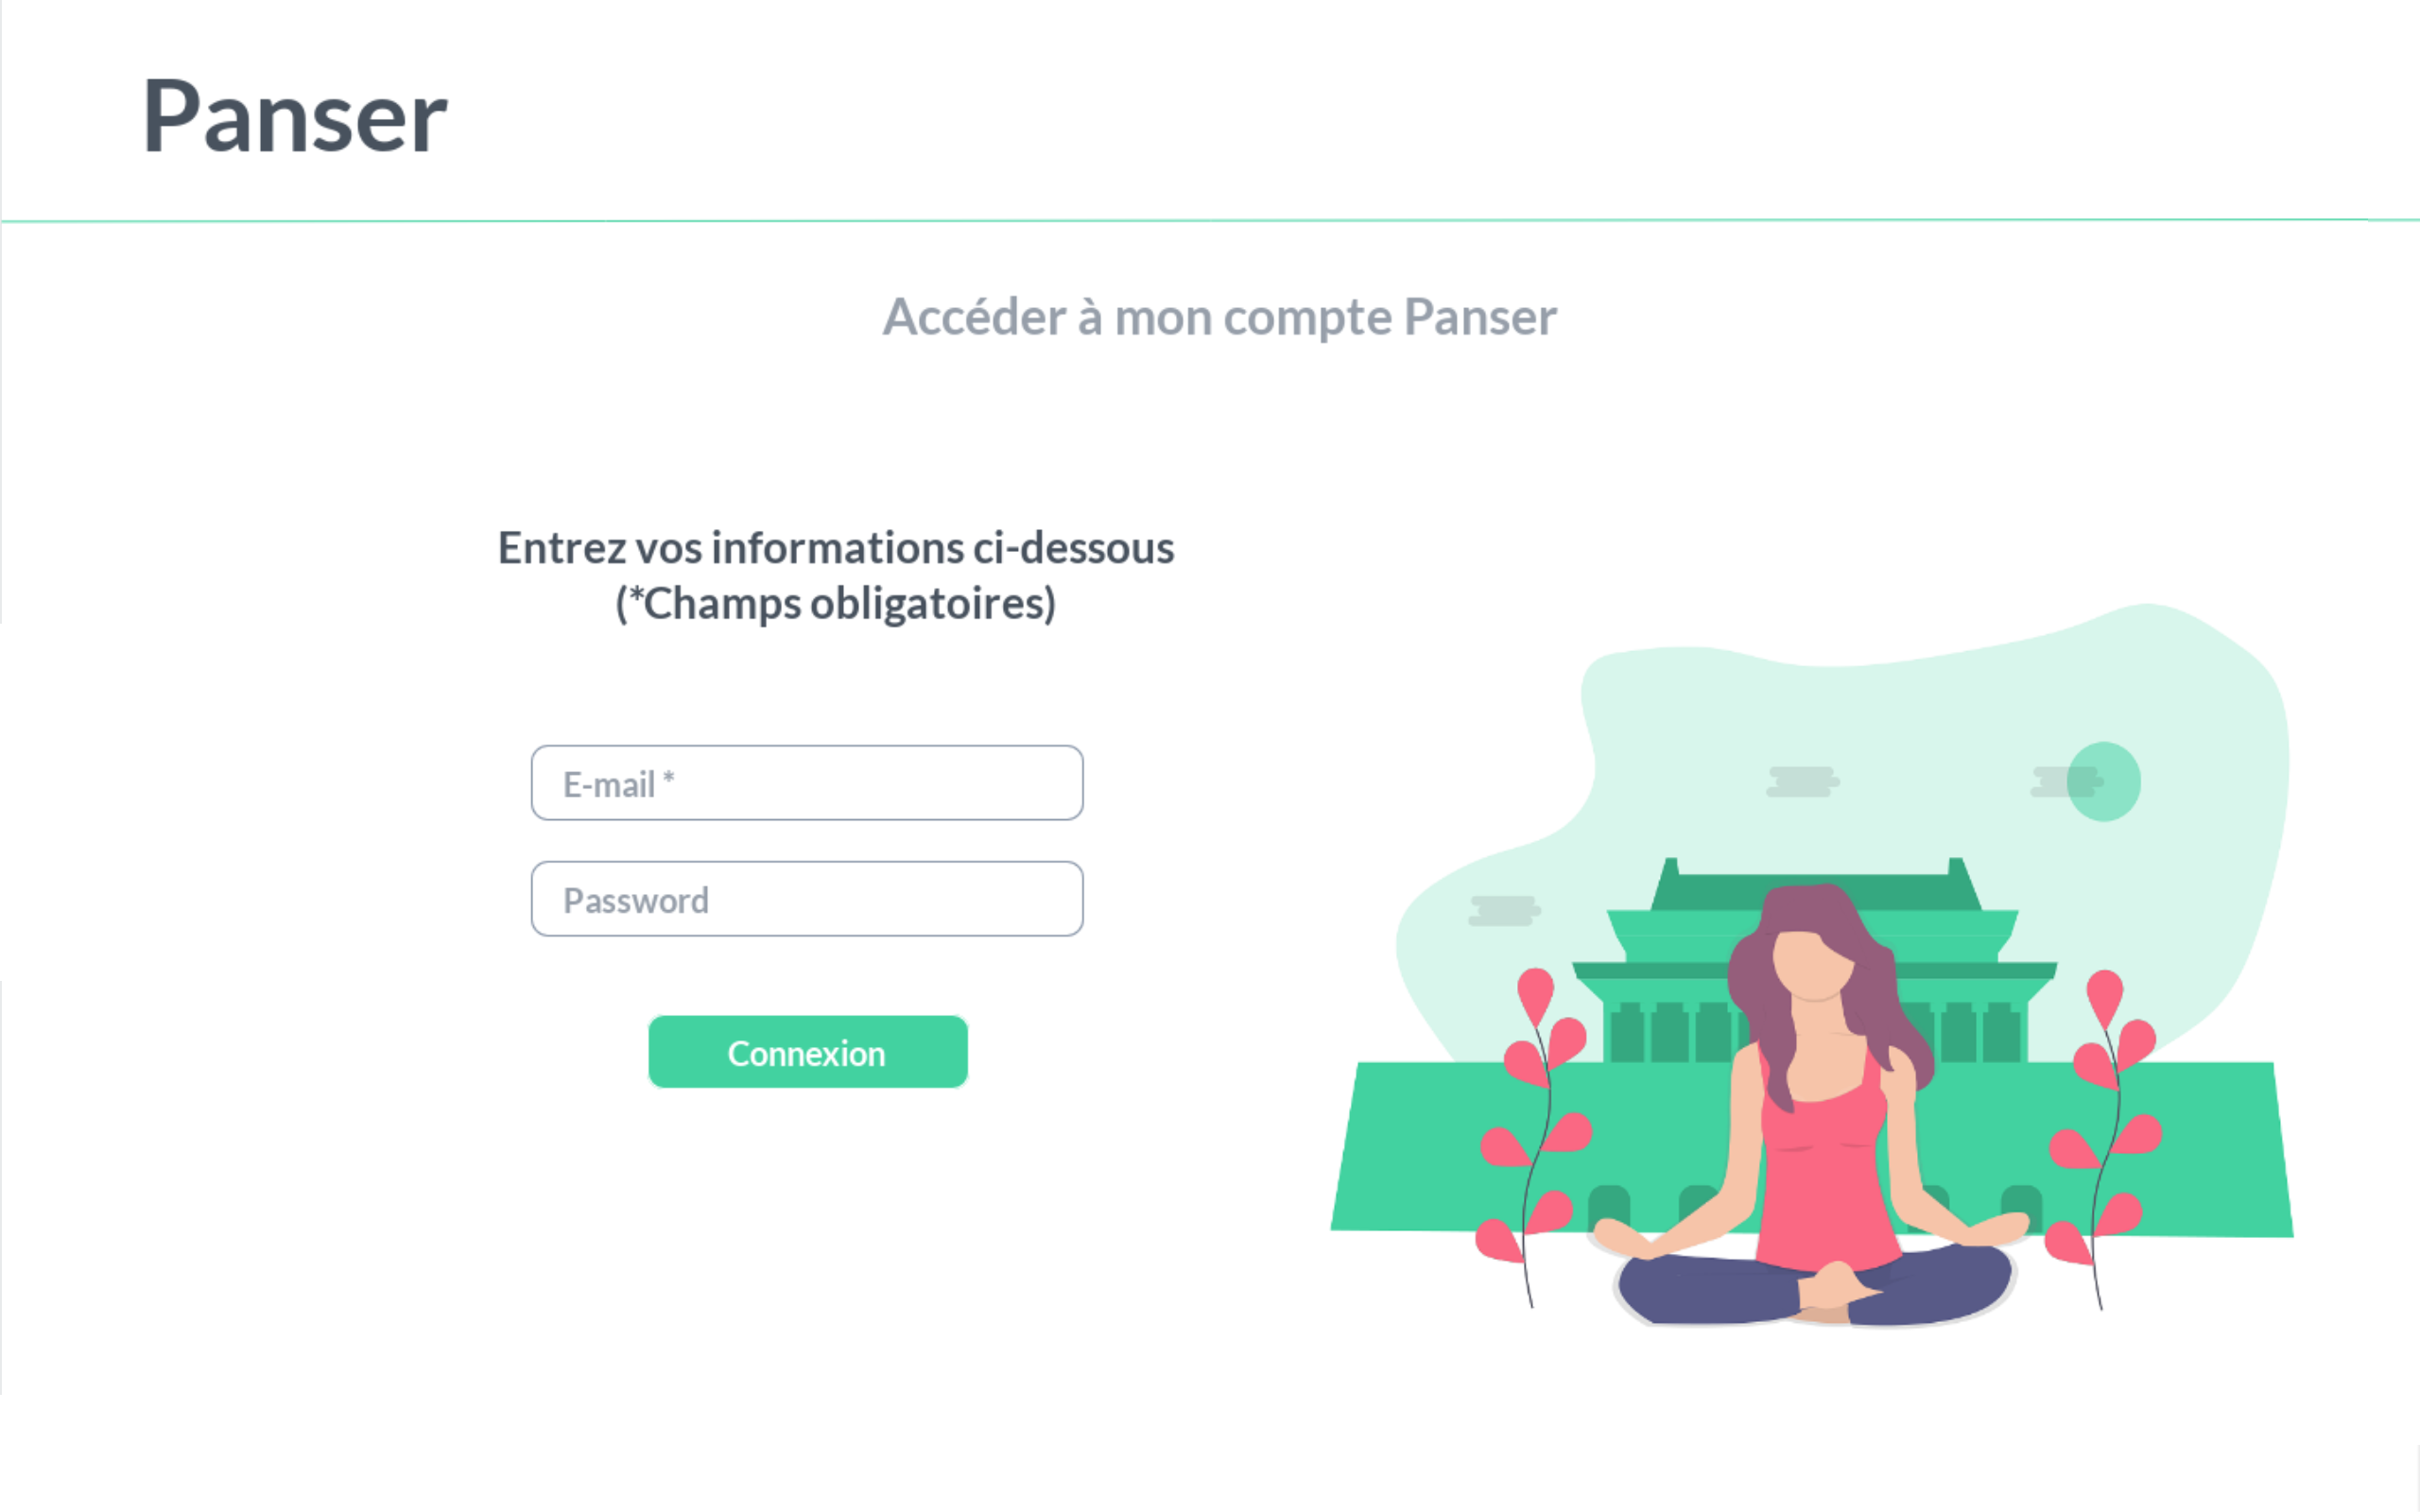 Panser
Accéder à mon compte Panser
Entrez vos informations ci-dessous
(*Champs obligatoires)
E-mail *
Password
Connexion